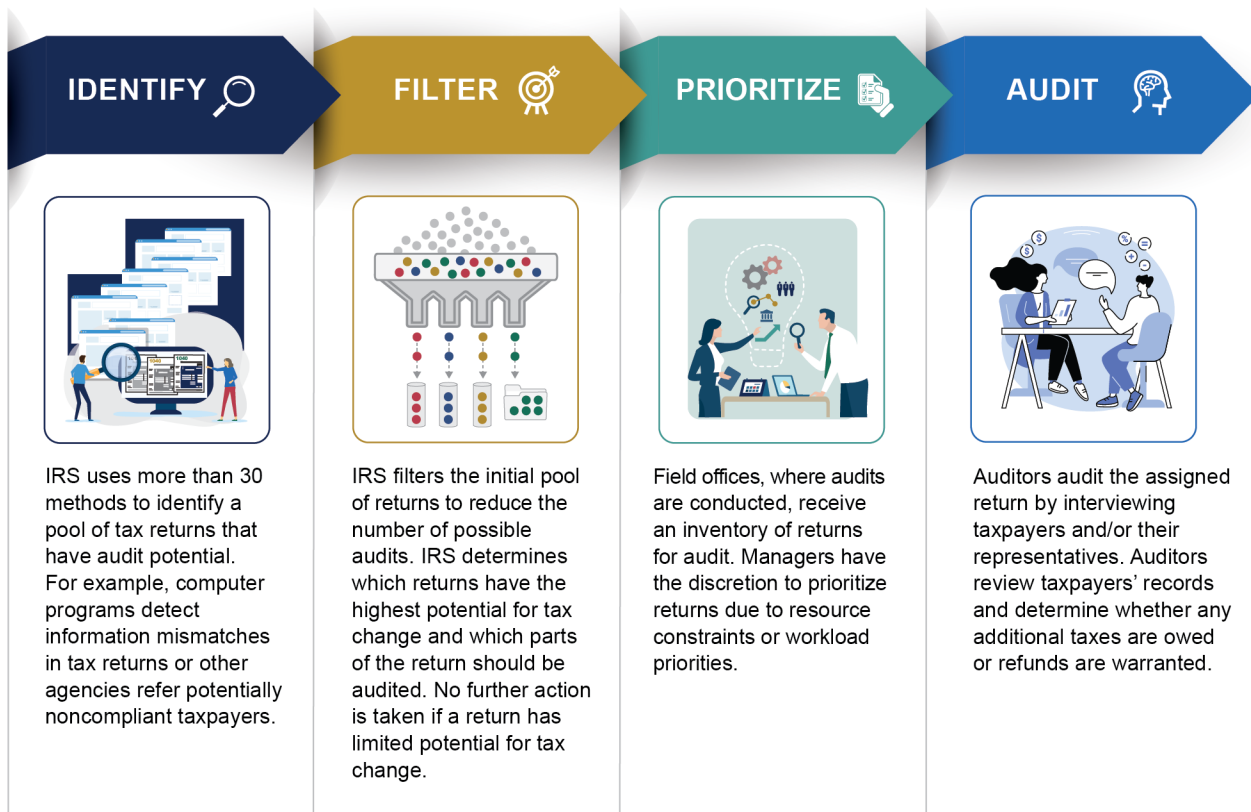 IDENTIFY
FILTER
PRIORITIZE
AUDIT
1040
1040
$
$
%
=
+
-
IRS uses more than 30
methods to identify a
pool of tax returns that
have audit potential.
For example, computer
programs detect
information mismatches
in tax returns or other
agencies refer potentially
noncompliant taxpayers.
IRS filters the initial pool
of returns to reduce the
number of possible
audits. IRS determines
which returns have the
highest potential for tax
change and which parts
of the return should be
audited. No further action
is taken if a return has
limited potential for tax
change.
Field offices, where audits
are conducted, receive
an inventory of returns
for audit. Managers have
the discretion to prioritize
returns due to resource
constraints or workload
priorities.
Auditors audit the assigned
return by interviewing
taxpayers and/or their
representatives. Auditors
review taxpayers’ records
and determine whether any
additional taxes are owed
or refunds are warranted.